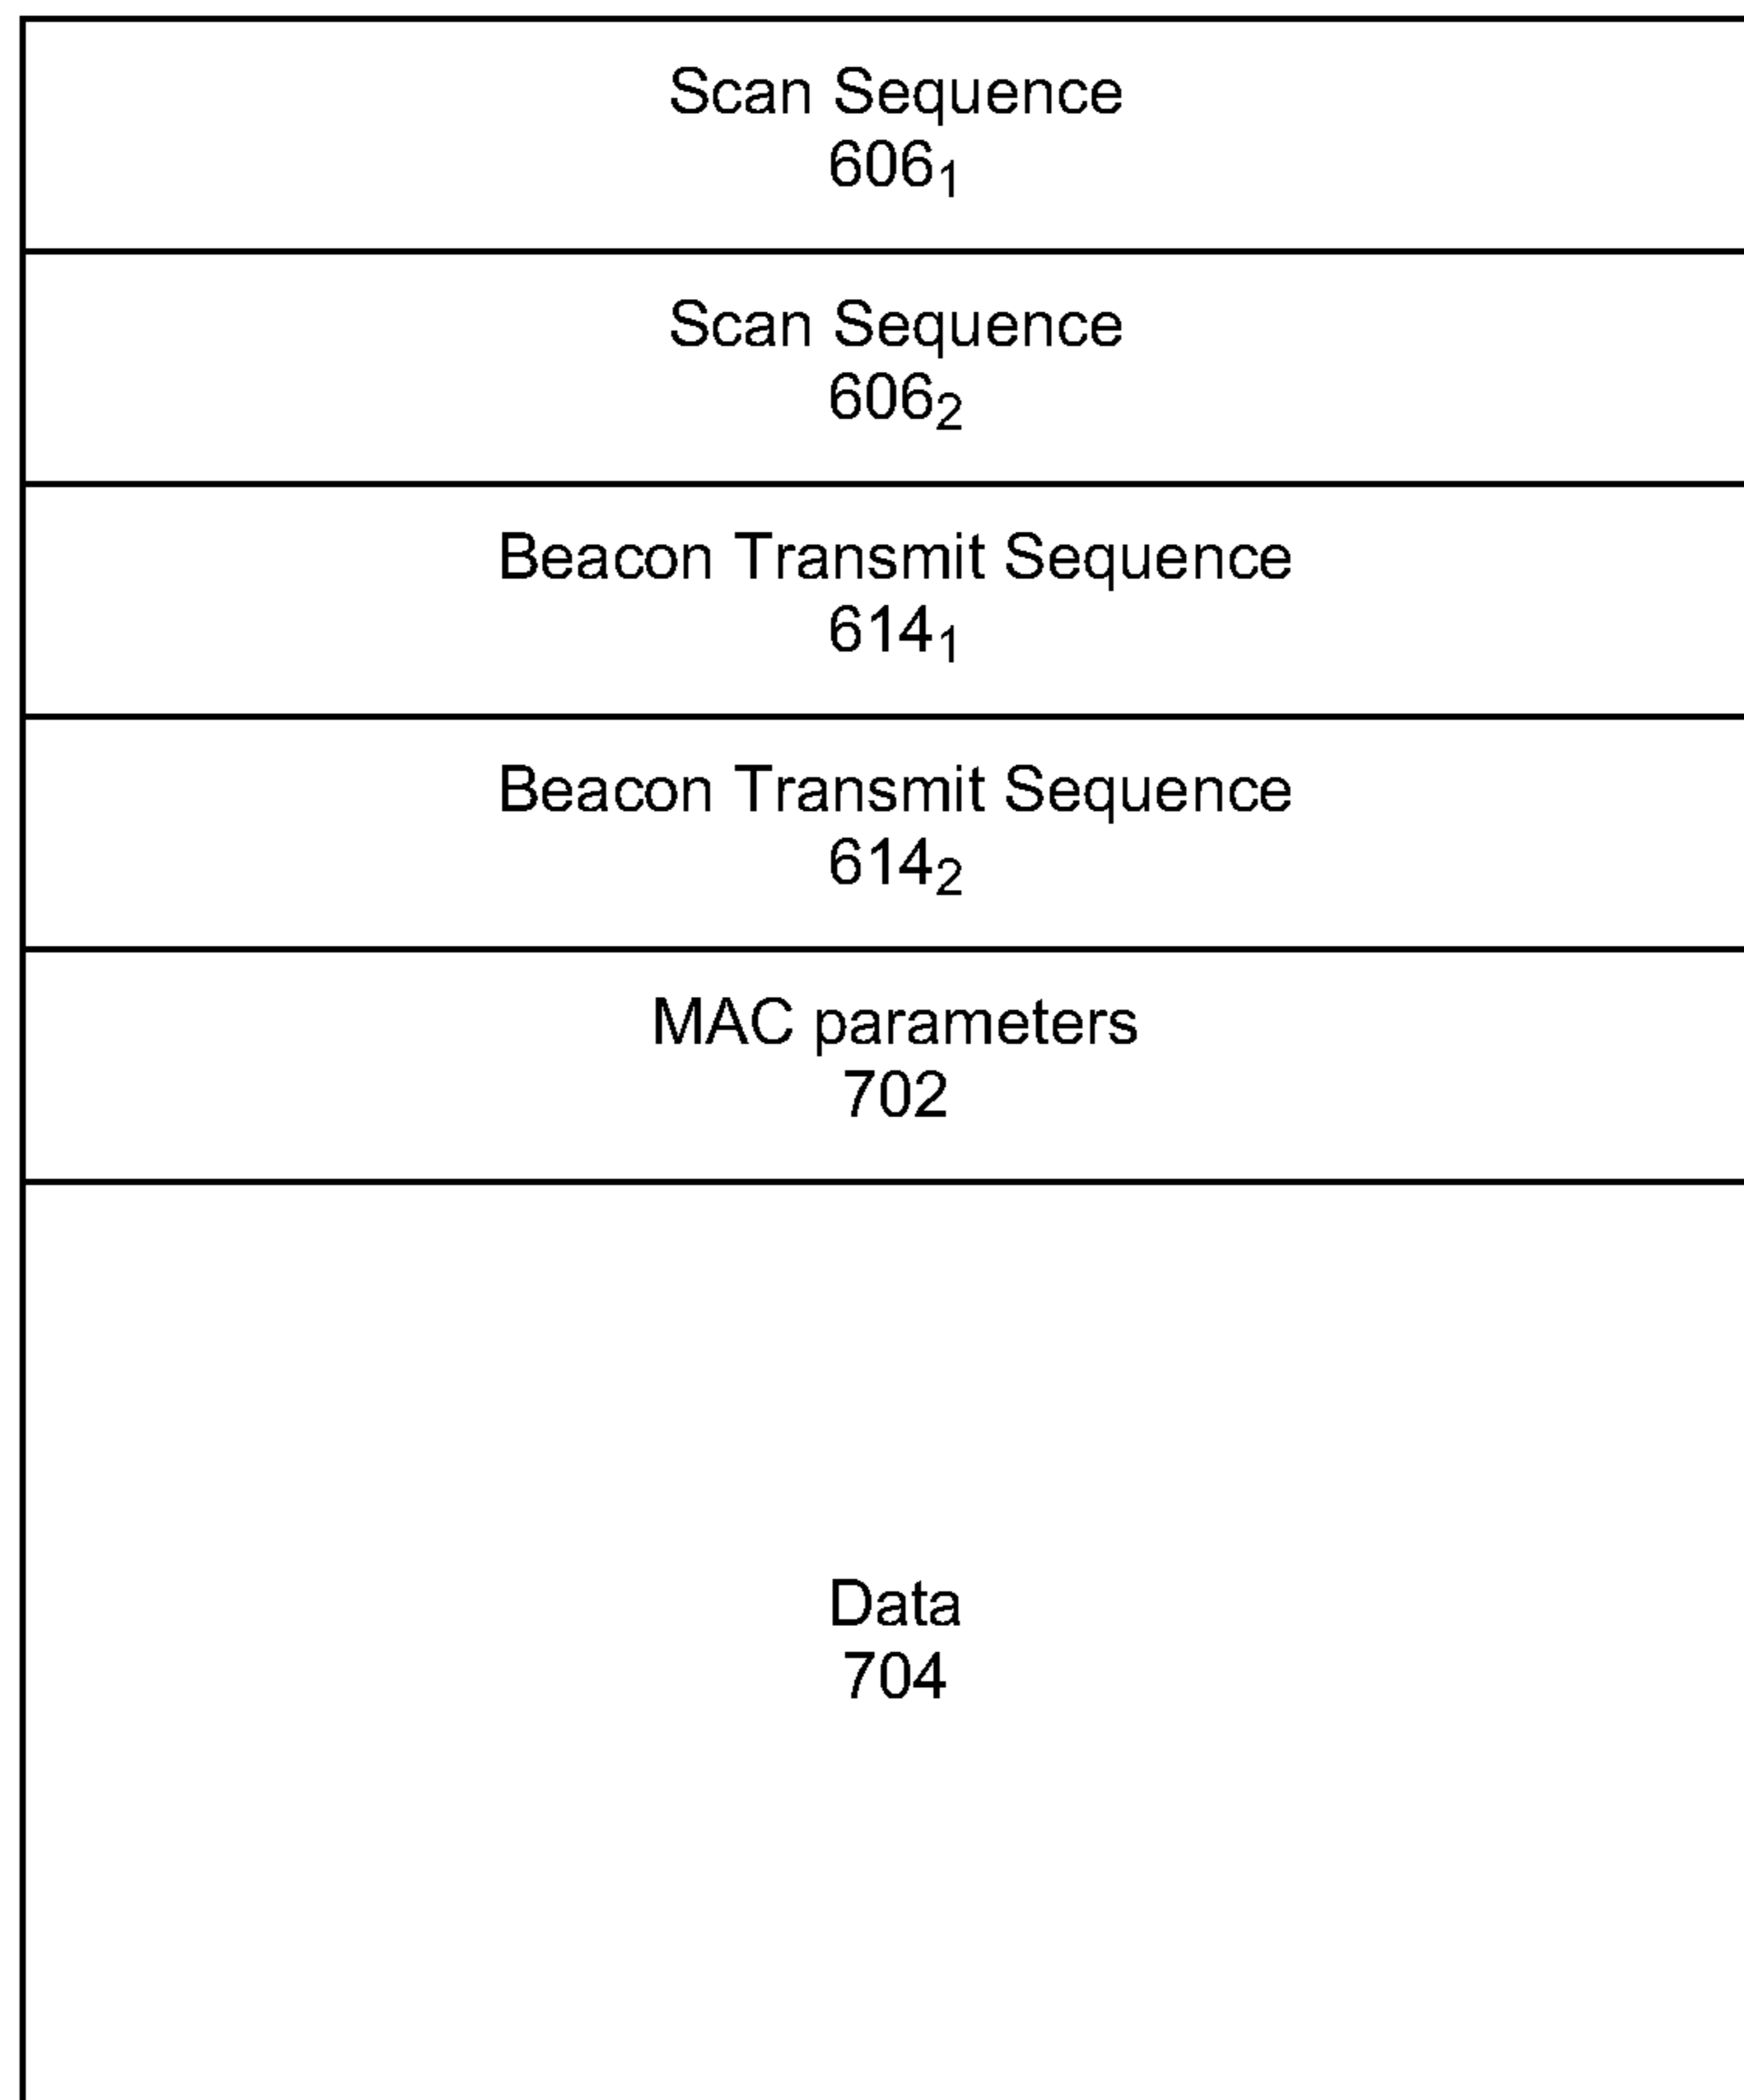 Scan Sequence
606₁
Scan Sequence
606₂
Beacon Transmit Sequence
614₁
Beacon Transmit Sequence
614₂
MAC parameters
702
Data
704